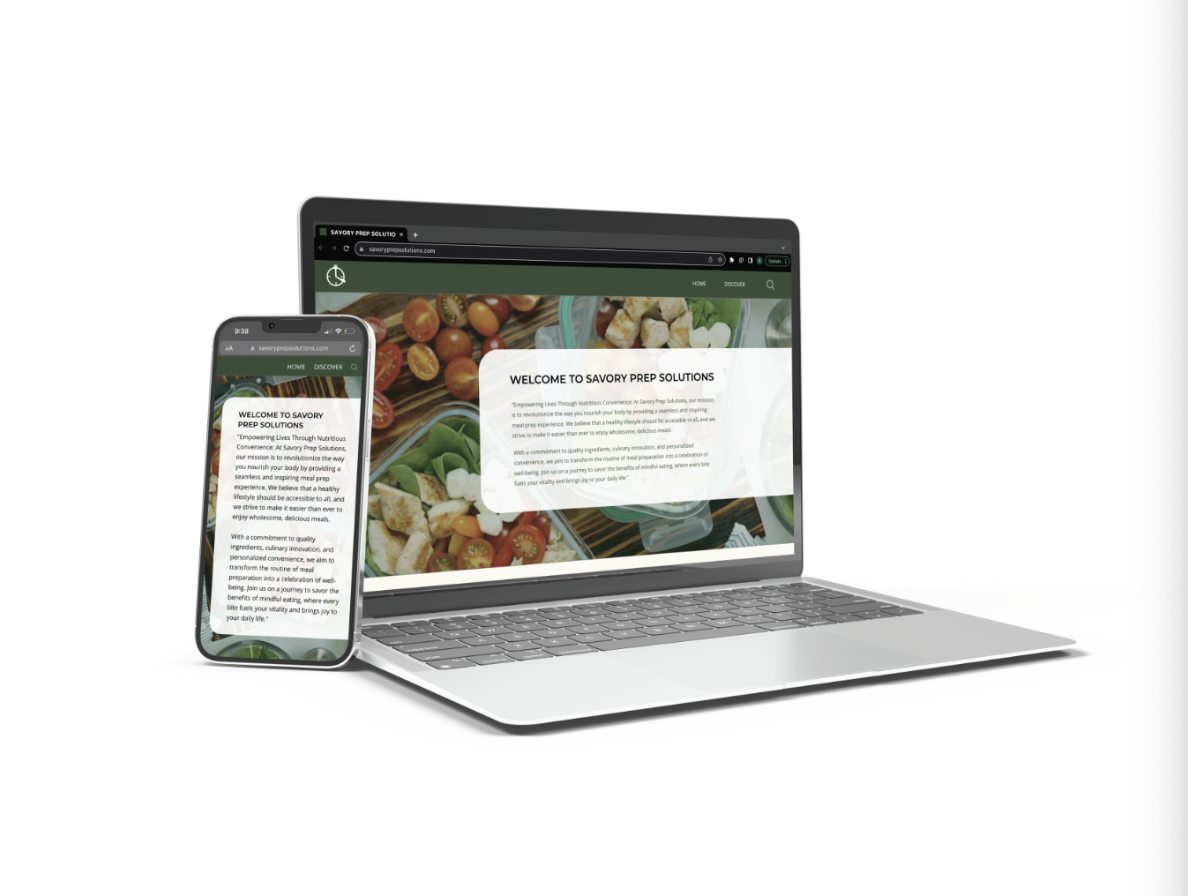 SAVORY PREP SOLUTIO
savoryprepsolutions.com
Update
HOME DISCOVER
WELCOME TO SAVORY PREP SOLUTIONS
"Empowering Lives Through Nutritious Convenience: At Savory Prep Solutions, our mission
is to revolutionize the way you nourish your body by providing a seamless and inspiring
meal prep experience. We believe that a healthy lifestyle should be accessible to all, and we
strive to make it easier than ever to enjoy wholesome, delicious meals.
With a commitment to quality ingredients, culinary innovation, and personalized
convenience, we aim to transform the routine of meal preparation into a celebration of
well-being. Join us on a journey to savor the benefits of mindful eating, where every bite
fuels your vitality and brings joy to your daily life."
9:38
AA savoryprepsolutions.com
HOME DISCOVER
WELCOME TO SAVORY
PREP SOLUTIONS
"Empowering Lives Through Nutritious
Convenience: At Savory Prep Solutions,
our mission is to revolutionize the way
you nourish your body by providing a
seamless and inspiring meal prep
experience. We believe that a healthy
lifestyle should be accessible to all, and
we strive to make it easier than ever to
enjoy wholesome, delicious meals.
With a commitment to quality
ingredients, culinary innovation, and
personalized convenience, we aim to
transform the routine of meal
preparation into a celebration of well-
being. Join us on a journey to savor the
benefits of mindful eating, where every
bite fuels your vitality and brings joy to
your daily life."